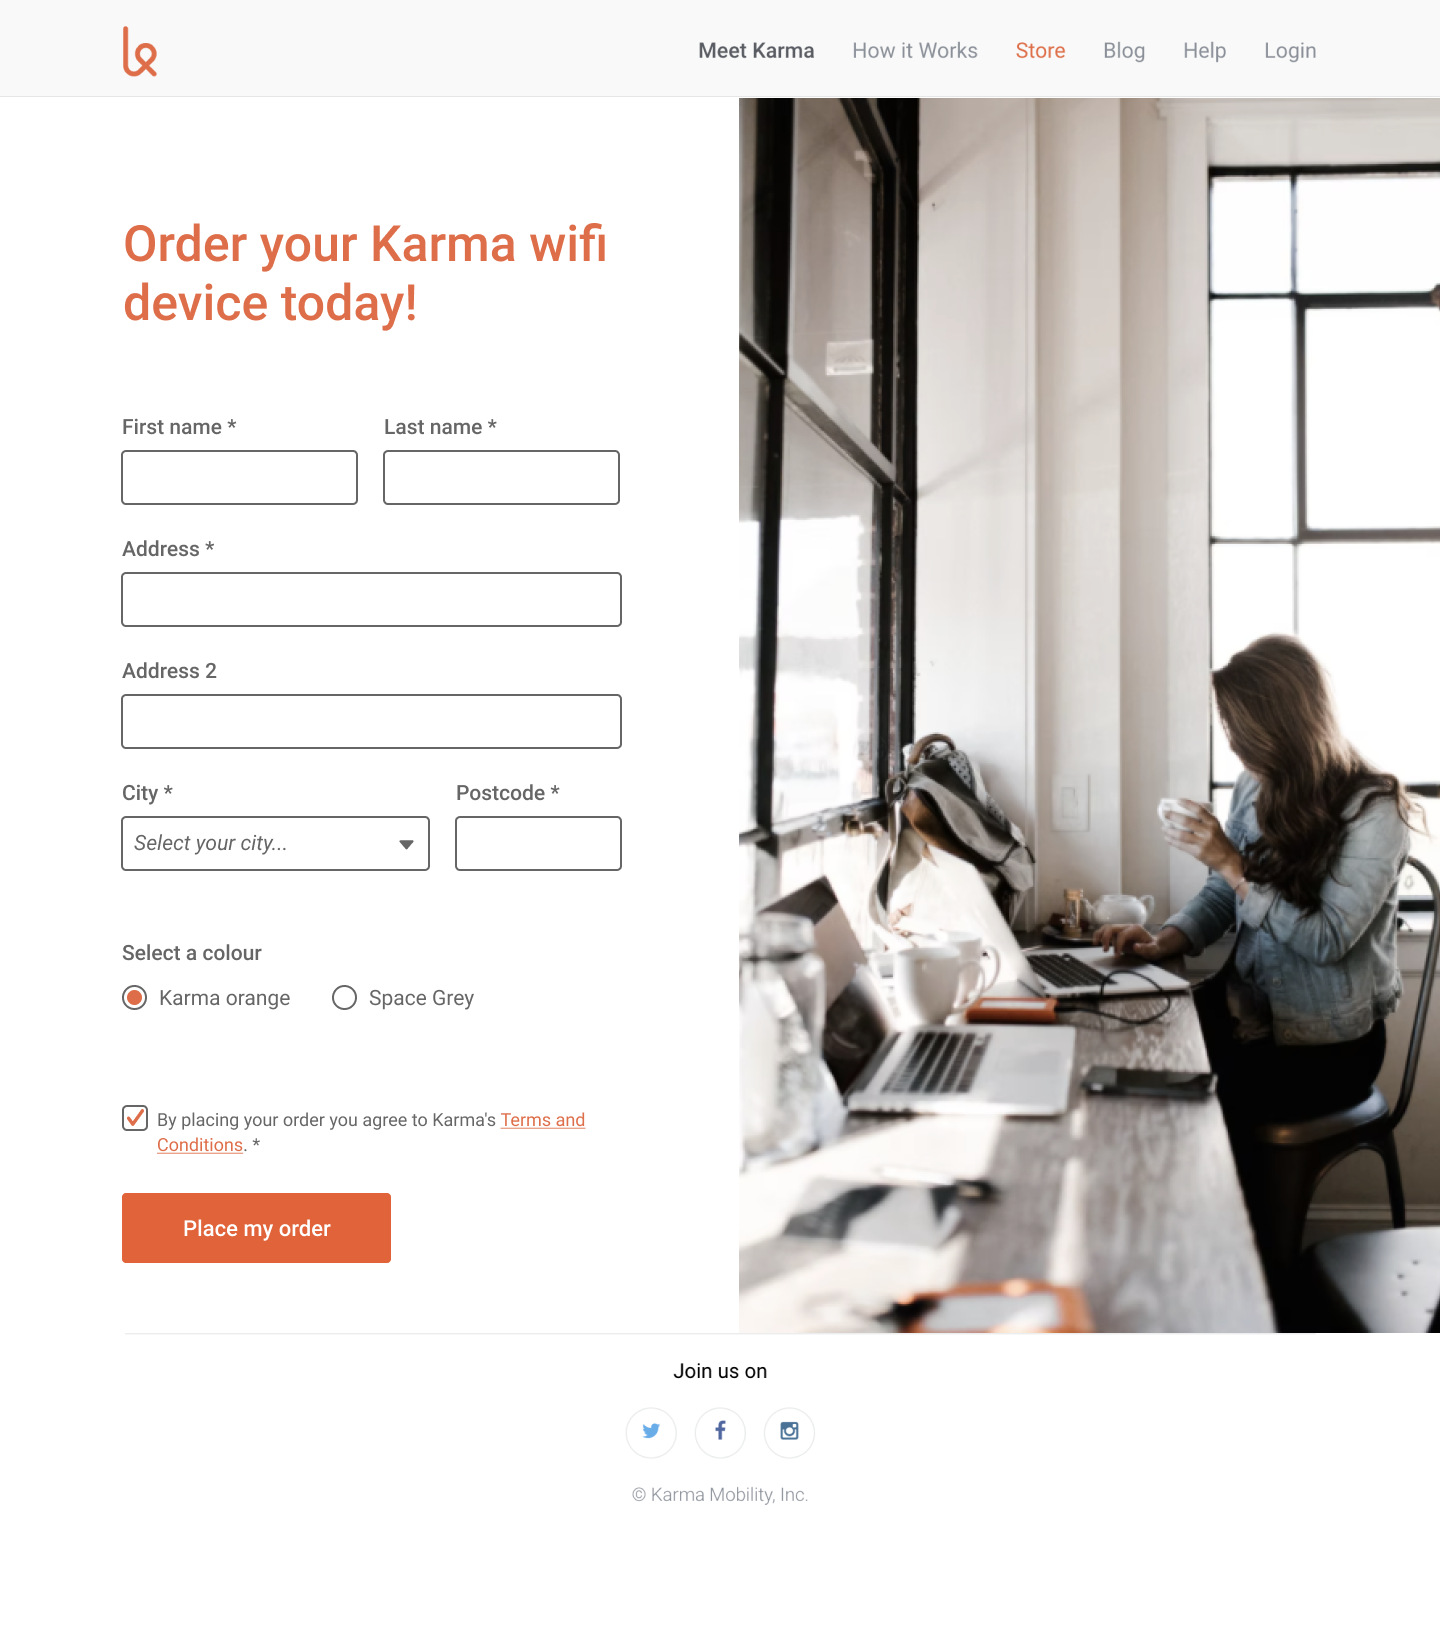 Meet Karma How it Works Store Blog Help Login
Order your Karma wifi
device today!
First name * Last name *
Address *
Address 2
City * Postcode *
Select your city...
Select a colour
Karma orange Space Grey
By placing your order you agree to Karma's Terms and
Conditions. *
Place my order
Join us on
© Karma Mobility, Inc.